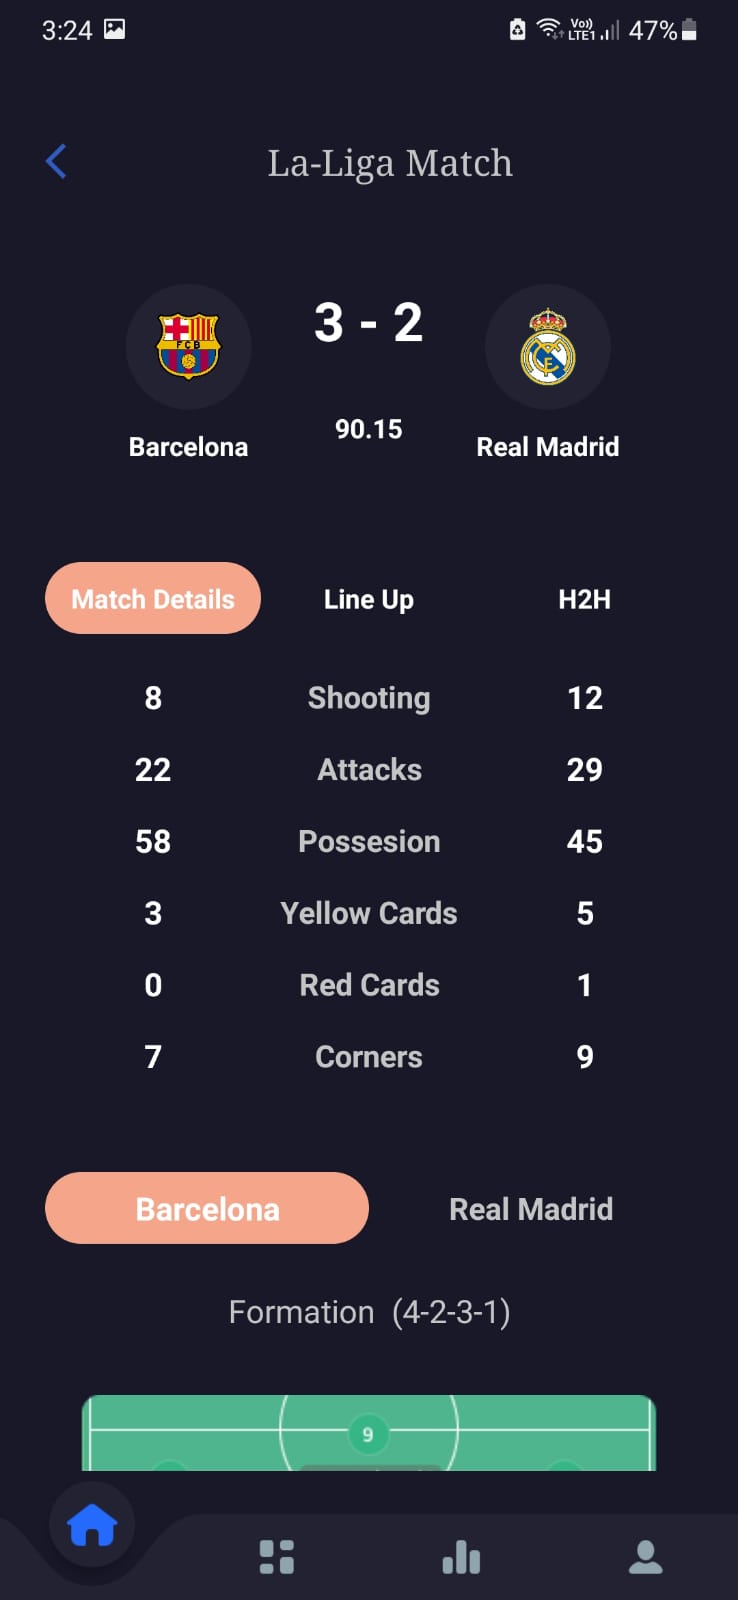 3:24 Vo)) LTE1 47%
La-Liga Match
3 - 2
FCB
90.15
Barcelona Real Madrid
Match Details Line Up H2H
8 Shooting 12
22 Attacks 29
58 Possesion 45
3 Yellow Cards 5
0 Red Cards 1
7 Corners 9
Barcelona Real Madrid
Formation (4-2-3-1)
9